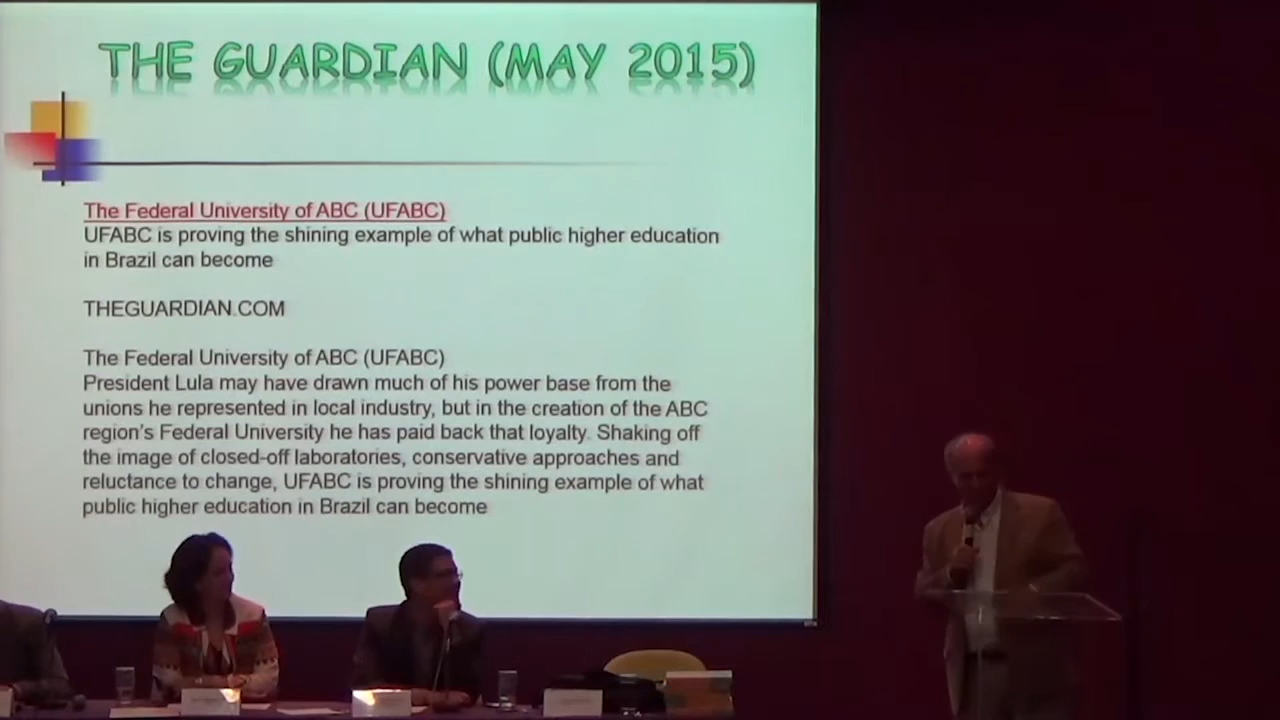 THE GUARDIAN (MAY 2015)
The Federal University of ABC (UFABC)
UFABC is proving the shining example of what public higher education
in Brazil can become
THEGUARDIAN.COM
The Federal University of ABC (UFABC)
President Lula may have drawn much of his power base from the
unions he represented in local industry, but in the creation of the ABC
region's Federal University he has paid back that loyalty. Shaking off
the image of closed-off laboratories, conservative approaches and
reluctance to change, UFABC is proving the shining example of what
public higher education in Brazil can become